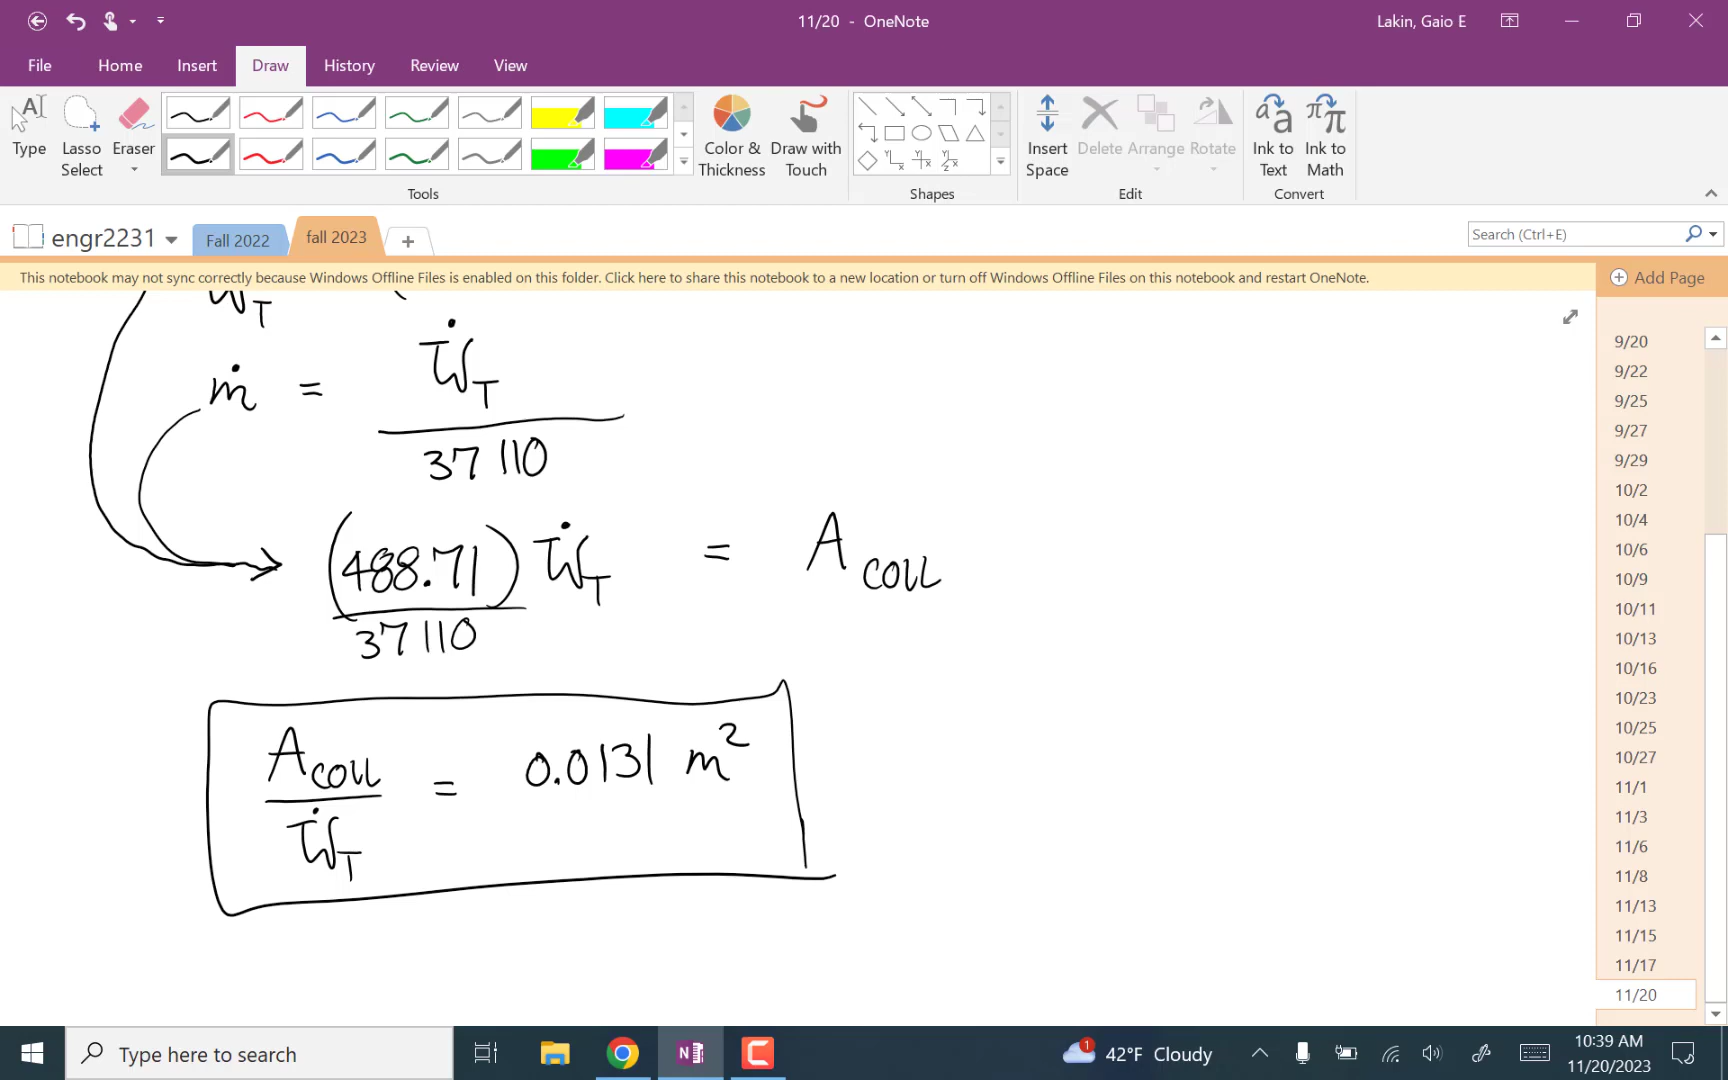 11/20 - OneNote
Lakin, Gaio E
File Home Insert Draw History Review View
Type
Lasso Select
Eraser
Color & Thickness
Draw with Touch
Insert Space
Delete
Arrange
Rotate
Ink to Text
Ink to Math
Tools
Shapes
Edit
Convert
engr2231
Fall 2022
fall 2023
Search (Ctrl+E)
This notebook may not sync correctly because Windows Offline Files is enabled on this folder. Click here to share this notebook to a new location or turn off Windows Offline Files on this notebook and restart OneNote.
Add Page
Ẇ_T
ṁ = Ẇ_T
37 110
(488.71) Ẇ_T = A coll
37 110
A coll = 0.0131 m²
Ẇ_T
9/20
9/22
9/25
9/27
9/29
10/2
10/4
10/6
10/9
10/11
10/13
10/16
10/23
10/25
10/27
11/1
11/3
11/6
11/8
11/13
11/15
11/17
11/20
Type here to search
1
42°F Cloudy
10:39 AM
11/20/2023